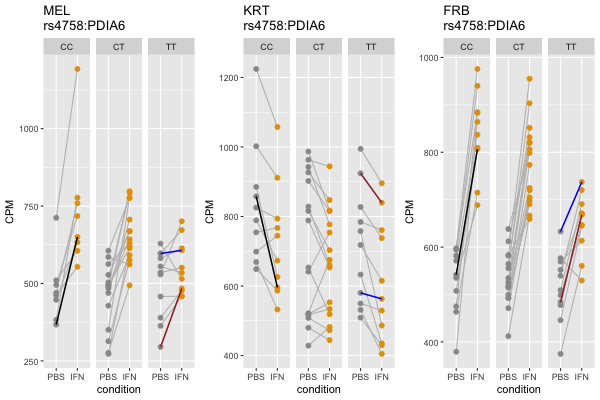 MEL
rs4758:PDIA6
CC CT TT
CPM
1000
750
500
250
PBS IFN PBS IFN PBS IFN
condition
KRT
rs4758:PDIA6
CC CT TT
CPM
1200
1000
800
600
400
PBS IFN PBS IFN PBS IFN
condition
FRB
rs4758:PDIA6
CC CT TT
CPM
1000
800
600
400
PBS IFN PBS IFN PBS IFN
condition